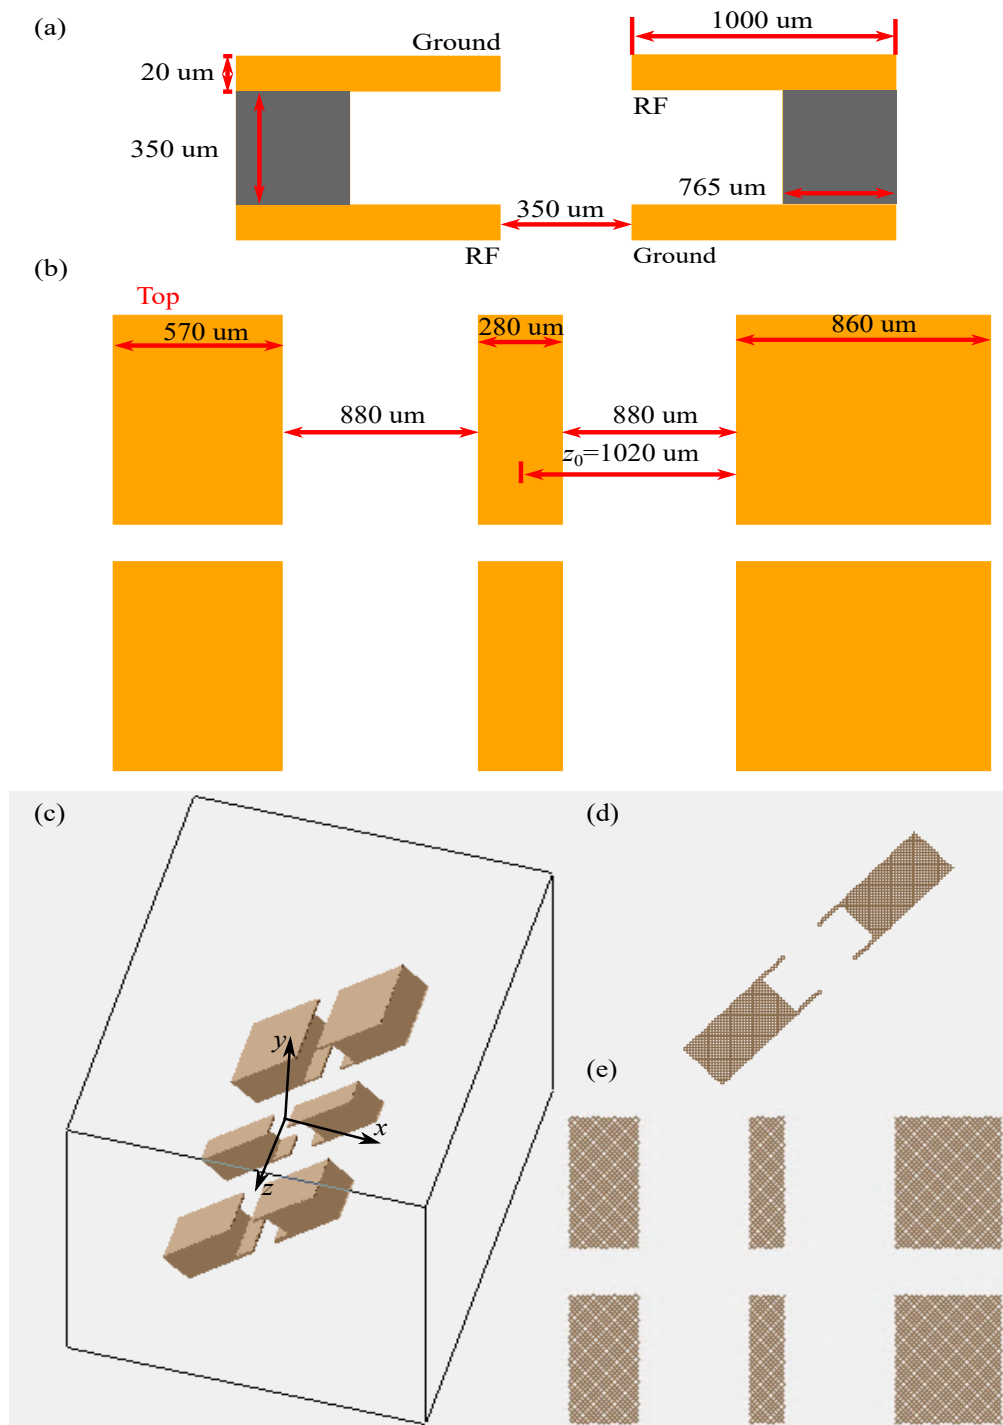 (a)
Ground
1000 um
20 um
RF
350 um
765 um
350 um
RF
Ground
(b)
Top
570 um
280 um
860 um
880 um
880 um
z₀=1020 um
(c)
(d)
y
x
z
(e)